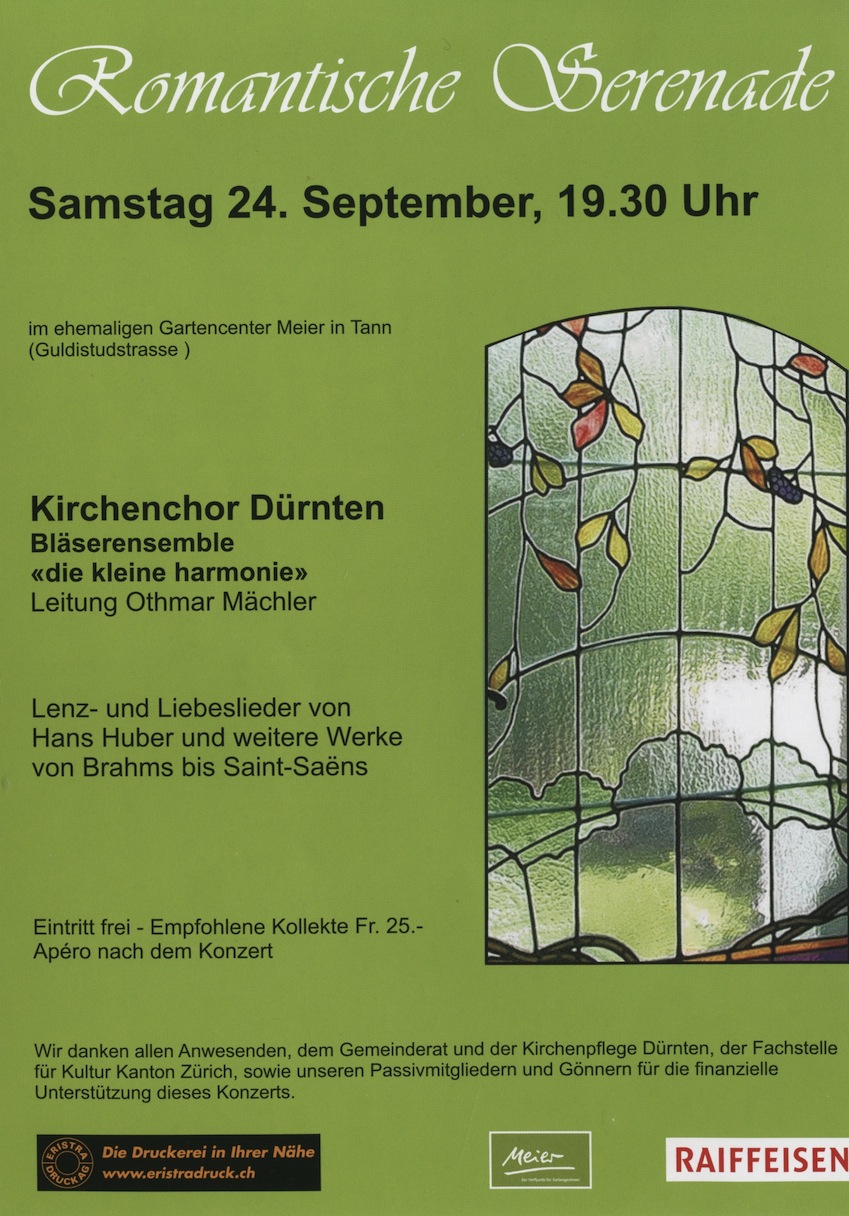 Romantische Serenade
Samstag 24. September, 19.30 Uhr
im ehemaligen Gartencenter Meier in Tann
(Guldistudstrasse )
Kirchenchor Dürnten
Bläserensemble
«die kleine harmonie»
Leitung Othmar Mächler
Lenz- und Liebeslieder von
Hans Huber und weitere Werke
von Brahms bis Saint-Saëns
Eintritt frei - Empfohlene Kollekte Fr. 25.-
Apéro nach dem Konzert
Wir danken allen Anwesenden, dem Gemeinderat und der Kirchenpflege Dürnten, der Fachstelle
für Kultur Kanton Zürich, sowie unseren Passivmitgliedern und Gönnern für die finanzielle
Unterstützung dieses Konzerts.
ERISTRA
DRUCK AG
Die Druckerei in Ihrer Nähe
www.eristradruck.ch
Meier
RAIFFEISEN